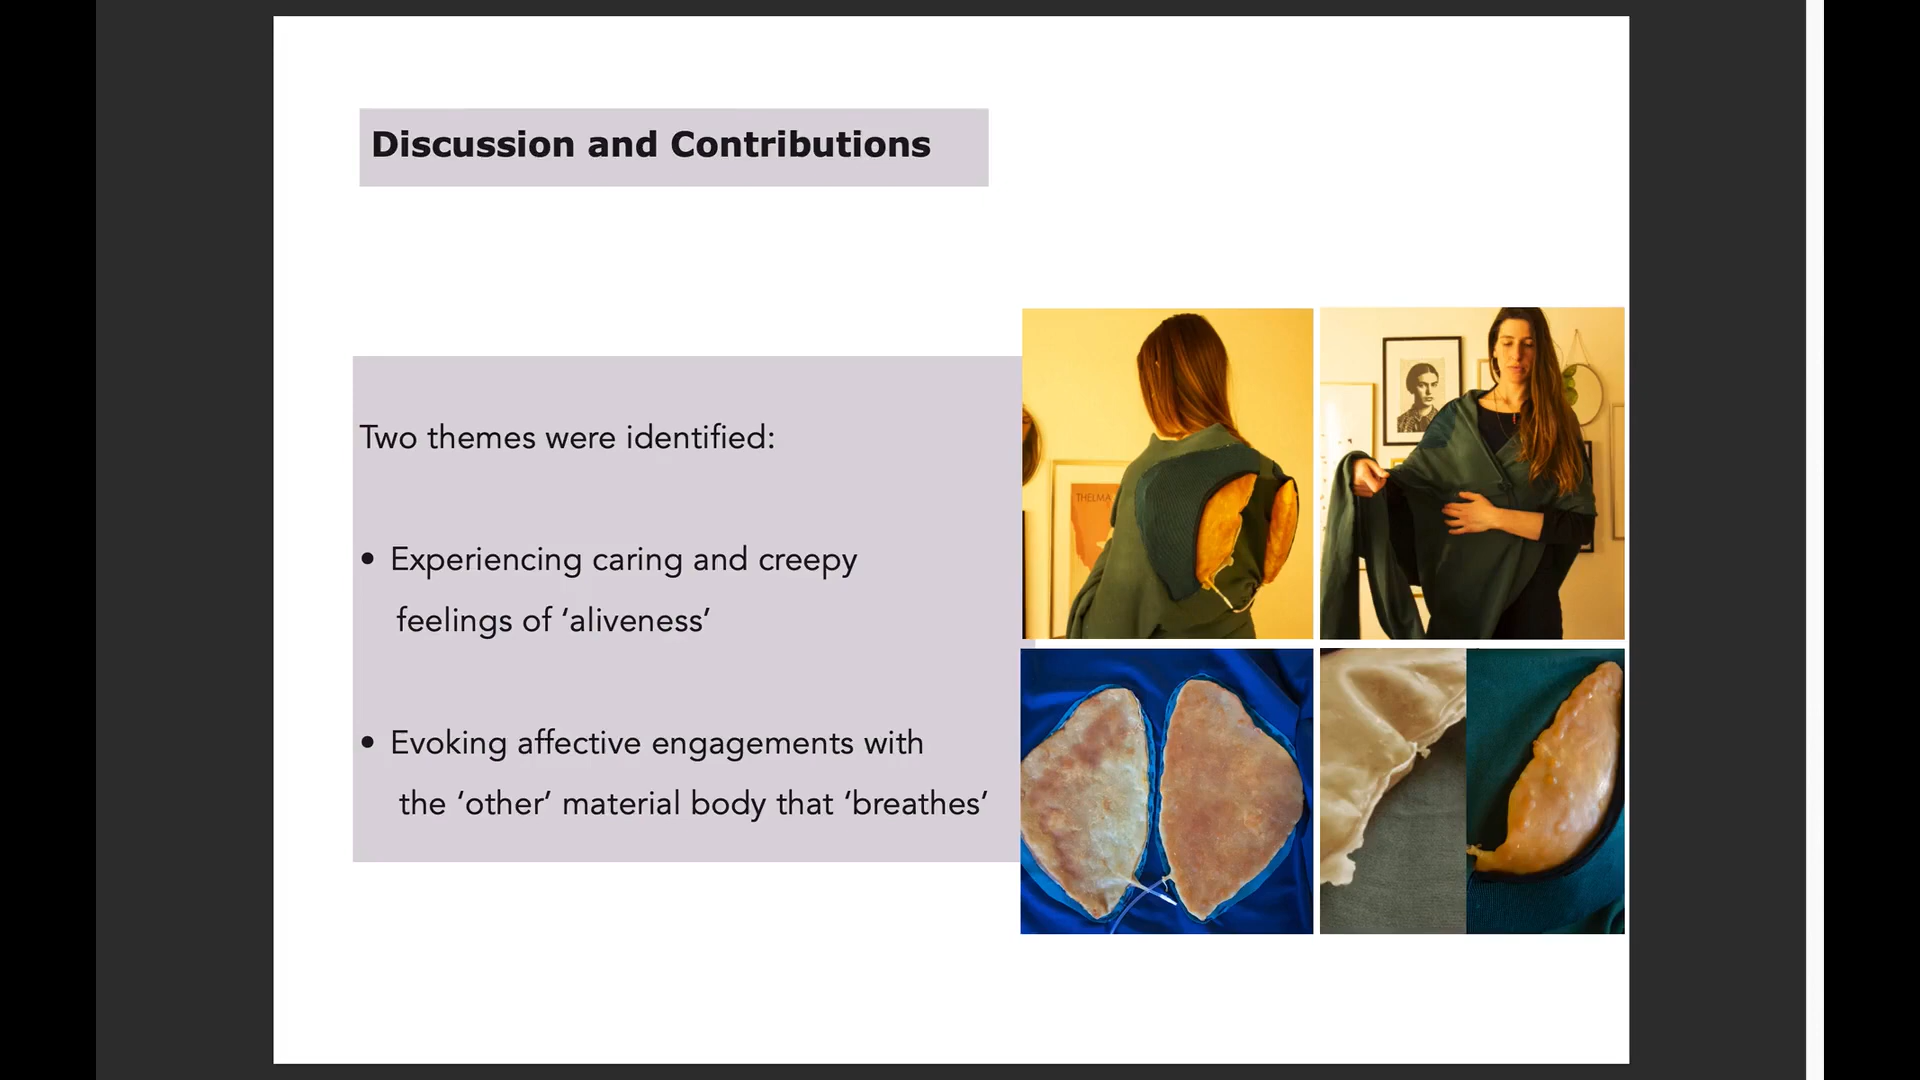 Discussion and Contributions
Two themes were identified:
• Experiencing caring and creepy
feelings of ‘aliveness’
• Evoking affective engagements with
the ‘other’ material body that ‘breathes’
THELMA